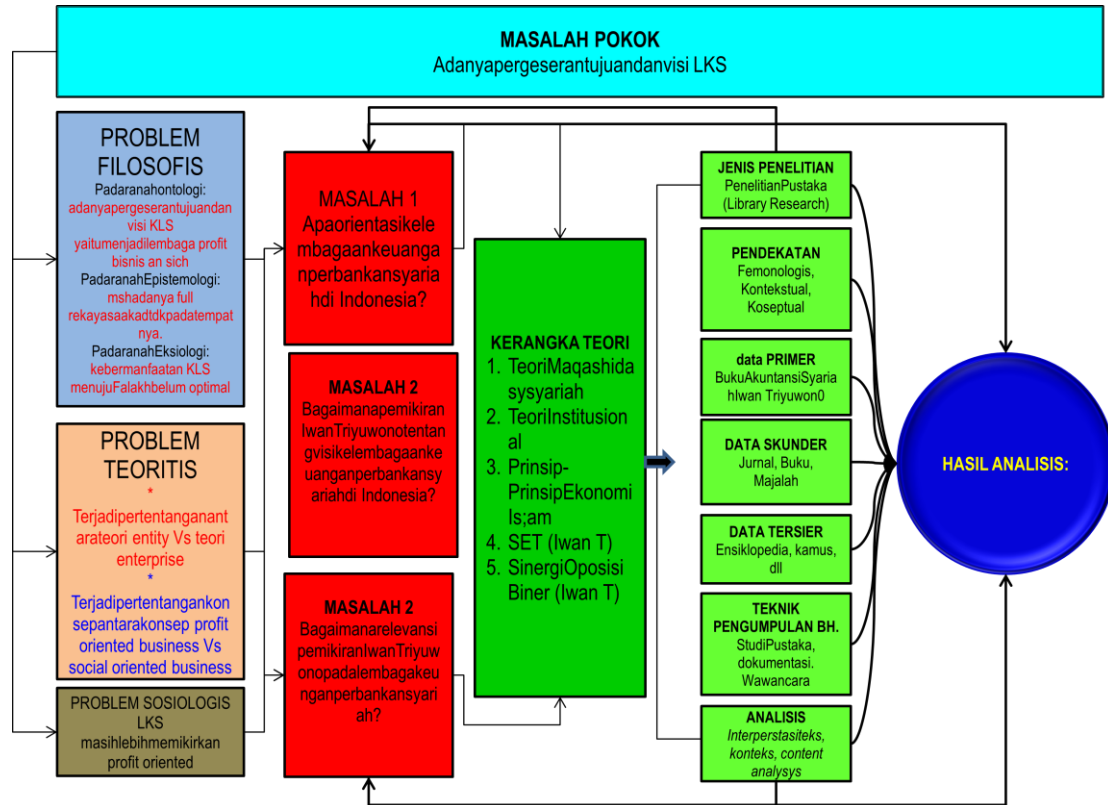 MASALAH POKOK
Adanyapergeserantujuandanvisi LKS
PROBLEM
FILOSOFIS
Padaranahontologi:
adanyapergeserantujuandan
visi KLS
yaitumenjadilembaga profit
bisnis an sich
PadaranahEpistemologi:
mshadanya full
rekayasaakadtdkpadatempat
nya.
PadaranahEksiologi:
kebermanfaatan KLS
menujuFalakhbelum optimal
PROBLEM
TEORITIS
*
Terjadipertentanganant
arateori entity Vs teori
enterprise
*
Terjadipertentangankon
sepantarakonsep profit
oriented business Vs
social oriented business
PROBLEM SOSIOLOGIS
LKS
masihlebihmemikirkan
profit oriented
MASALAH 1
Apaorientasikele
mbagaankeuang
anperbankansyaria
hdi Indonesia?
MASALAH 2
Bagaimanapemikiran
IwanTriyuwonotentan
gvisikelembagaanke
uanganperbankansy
ariahdi Indonesia?
MASALAH 2
Bagaimanarelevansi
pemikiranIwanTriyuw
onopadalembagakeu
nganperbankansyari
ah?
KERANGKA TEORI
1. TeoriMaqashida
sysyariah
2. TeoriInstitusion
al
3. Prinsip-
PrinsipEkonomi
Is;am
4. SET (Iwan T)
5. SinergiOposisi
Biner (Iwan T)
JENIS PENELITIAN
PenelitianPustaka
(Library Research)
PENDEKATAN
Femonologis,
Kontekstual,
Koseptual
data PRIMER
BukuAkuntansiSyaria
hIwan Triyuwon0
DATA SKUNDER
Jurnal, Buku,
Majalah
DATA TERSIER
Ensiklopedia, kamus,
dll
TEKNIK
PENGUMPULAN BH.
StudiPustaka,
dokumentasi.
Wawancara
ANALISIS
Interperstasiteks,
konteks, content
analysys
HASIL ANALISIS: